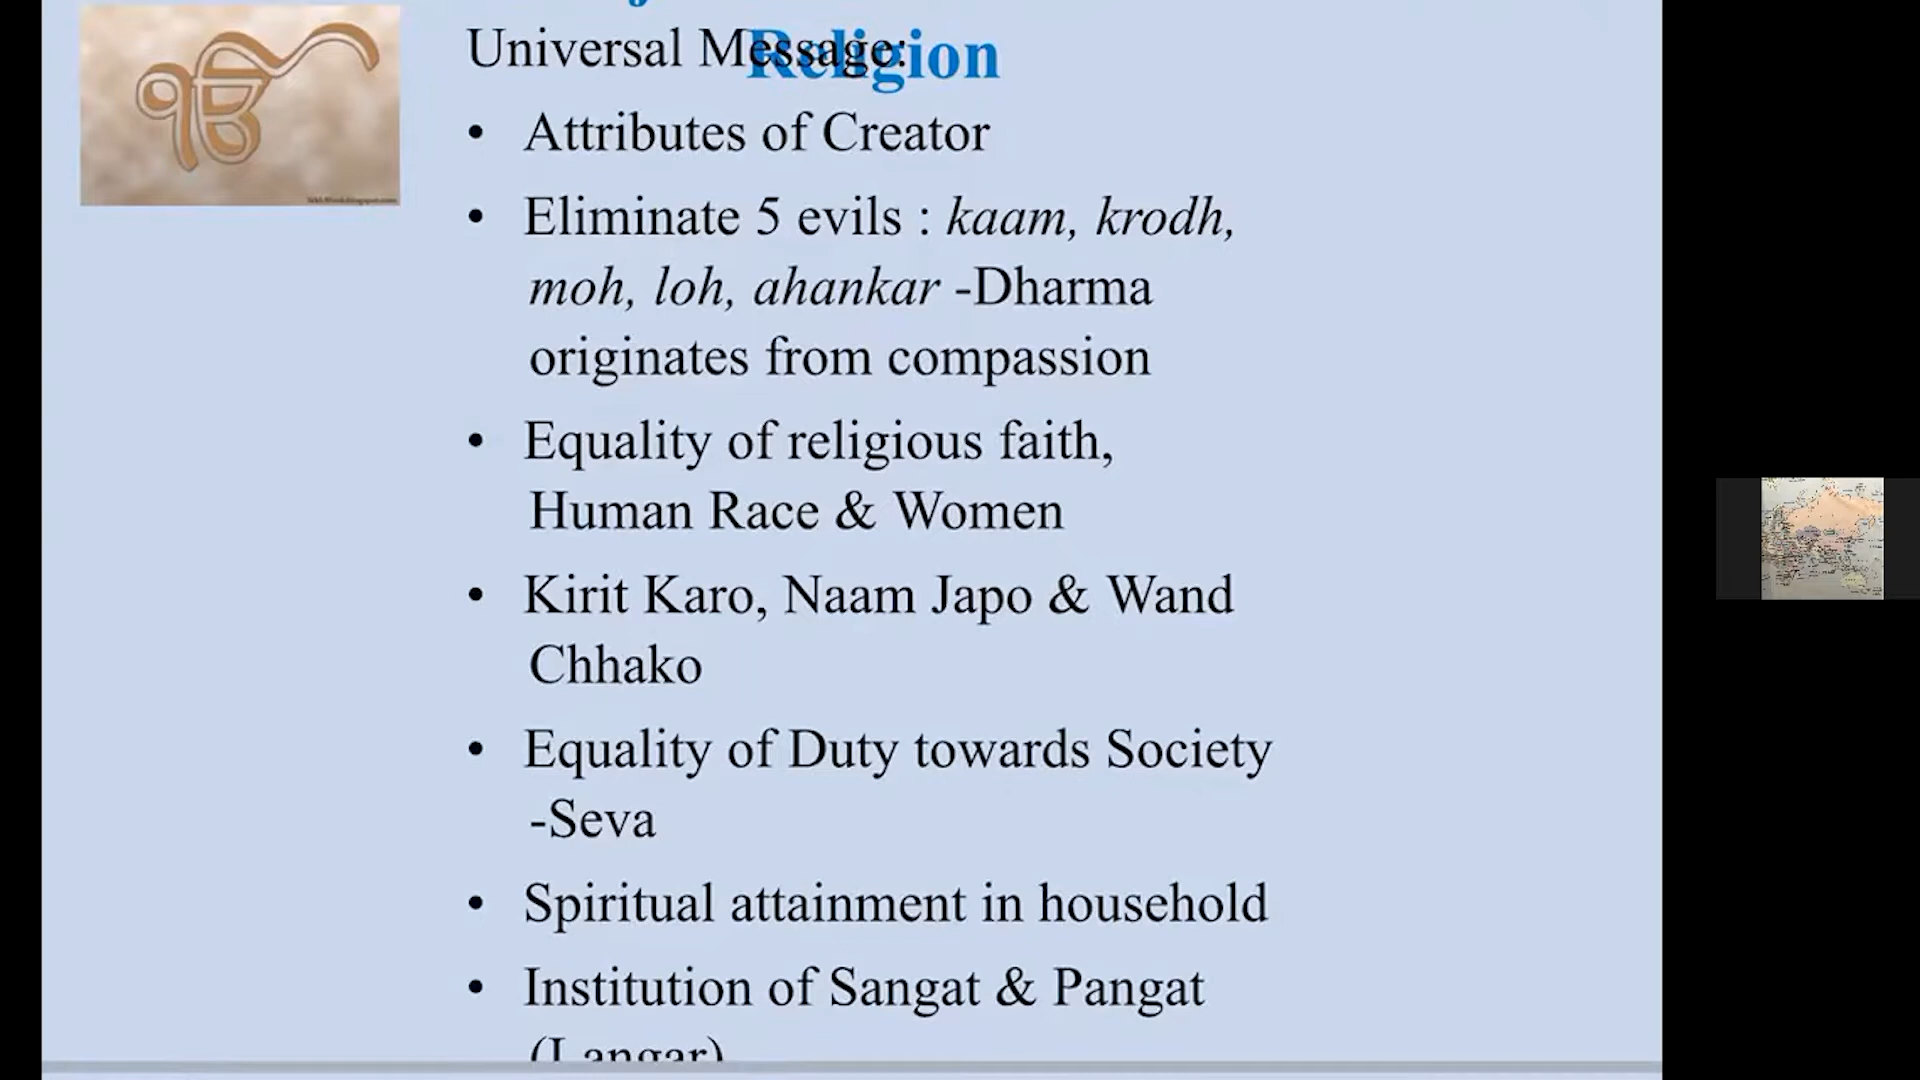 Religion
Universal Message:
• Attributes of Creator
• Eliminate 5 evils : kaam, krodh,
moh, loh, ahankar -Dharma
originates from compassion
• Equality of religious faith,
Human Race & Women
• Kirit Karo, Naam Japo & Wand
Chhako
• Equality of Duty towards Society
-Seva
• Spiritual attainment in household
• Institution of Sangat & Pangat
(Langar)
ੴ